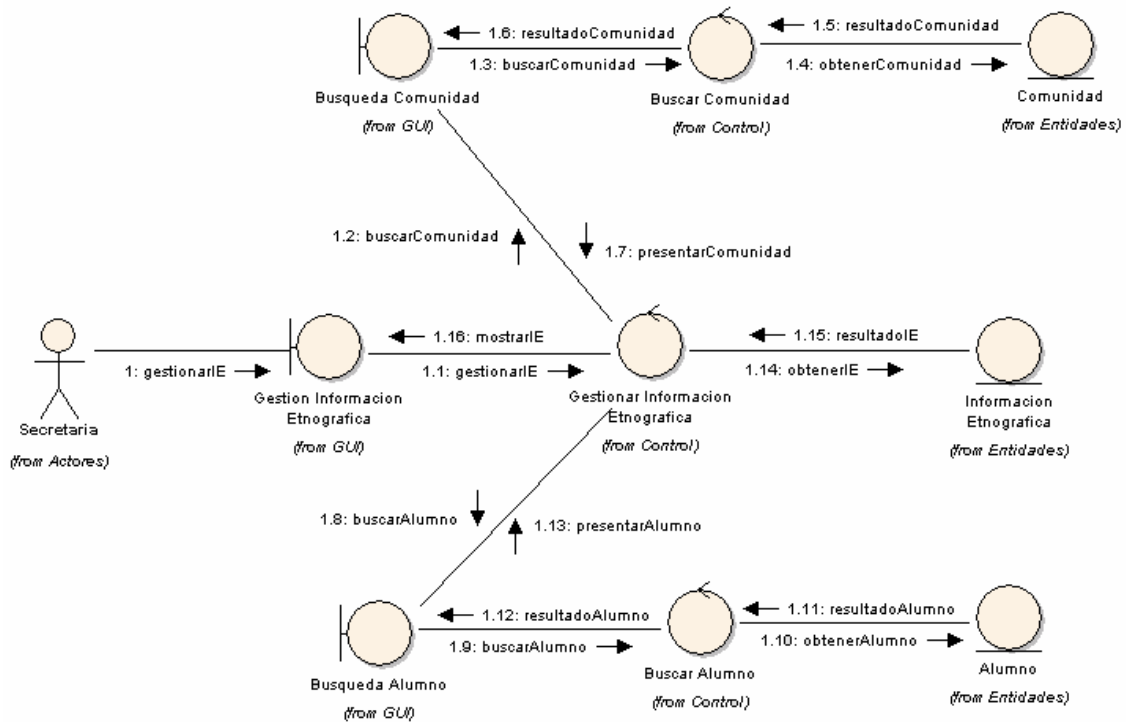 1.6: resultadoComunidad
1.5: resultadoComunidad
1.3: buscarComunidad
1.4: obtenerComunidad
Busqueda Comunidad
(from GUI)
Buscar Comunidad
(from Control)
Comunidad
(from Entidades)
1.2: buscarComunidad
1.7: presentarComunidad
1.16: mostrarIE
1.15: resultadoIE
1: gestionarIE
1.1: gestionarIE
1.14: obtenerIE
Secretaria
(from Actores)
Gestion Informacion
Etnografica
(from GUI)
Gestionar Informacion
Etnografica
(from Control)
Informacion
Etnografica
(from Entidades)
1.8: buscarAlumno
1.13: presentarAlumno
1.12: resultadoAlumno
1.11: resultadoAlumno
1.9: buscarAlumno
1.10: obtenerAlumno
Busqueda Alumno
(from GUI)
Buscar Alumno
(from Control)
Alumno
(from Entidades)